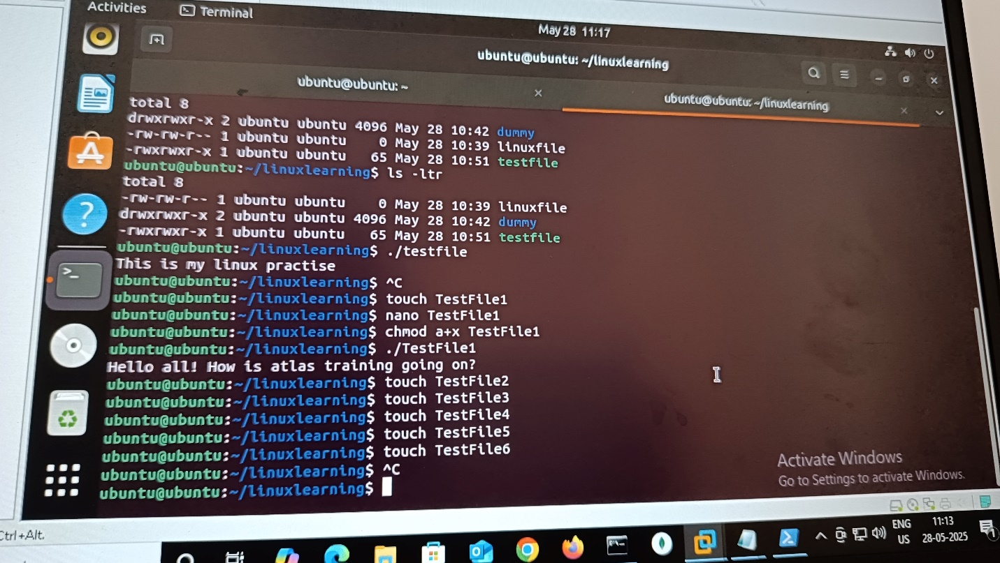 Activities
Terminal
May 28 11:17
ubuntu@ubuntu: ~/linuxlearning
ubuntu@ubuntu: ~
ubuntu@ubuntu: ~/linuxlearning
total 8
drwxrwxr-x 2 ubuntu ubuntu 4096 May 28 10:42 dummy
-rw-rw-r-- 1 ubuntu ubuntu    0 May 28 10:39 linuxfile
-rwxrwxr-x 1 ubuntu ubuntu   65 May 28 10:51 testfile
ubuntu@ubuntu:~/linuxlearning$ ls -ltr
total 8
-rw-rw-r-- 1 ubuntu ubuntu    0 May 28 10:39 linuxfile
drwxrwxr-x 2 ubuntu ubuntu 4096 May 28 10:42 dummy
-rwxrwxr-x 1 ubuntu ubuntu   65 May 28 10:51 testfile
ubuntu@ubuntu:~/linuxlearning$ ./testfile
This is my linux practise
ubuntu@ubuntu:~/linuxlearning$ ^C
ubuntu@ubuntu:~/linuxlearning$ touch TestFile1
ubuntu@ubuntu:~/linuxlearning$ nano TestFile1
ubuntu@ubuntu:~/linuxlearning$ chmod a+x TestFile1
ubuntu@ubuntu:~/linuxlearning$ ./TestFile1
Hello all! How is atlas training going on?
ubuntu@ubuntu:~/linuxlearning$ touch TestFile2
ubuntu@ubuntu:~/linuxlearning$ touch TestFile3
ubuntu@ubuntu:~/linuxlearning$ touch TestFile4
ubuntu@ubuntu:~/linuxlearning$ touch TestFile5
ubuntu@ubuntu:~/linuxlearning$ touch TestFile6
ubuntu@ubuntu:~/linuxlearning$ ^C
ubuntu@ubuntu:~/linuxlearning$
Activate Windows
Go to Settings to activate Windows.
Ctrl+Alt.
ENG
US
11:13
28-05-2025
1